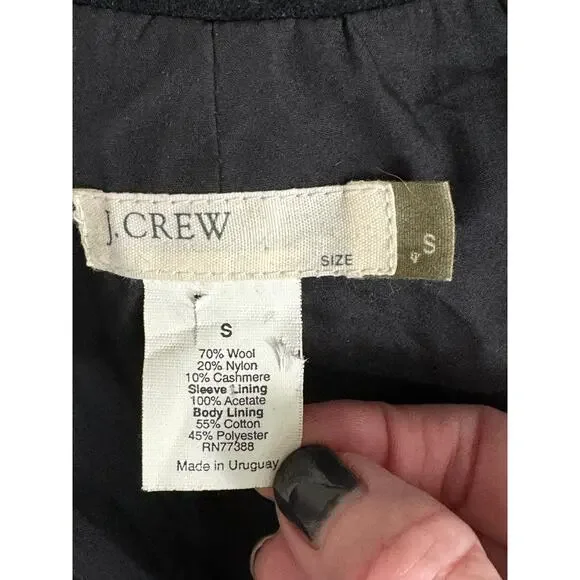 J.CREW
SIZE
S
S
70% Wool
20% Nylon
10% Cashmere
Sleeve Lining
100% Acetate
Body Lining
55% Cotton
45% Polyester
RN77388
Made in Uruguay